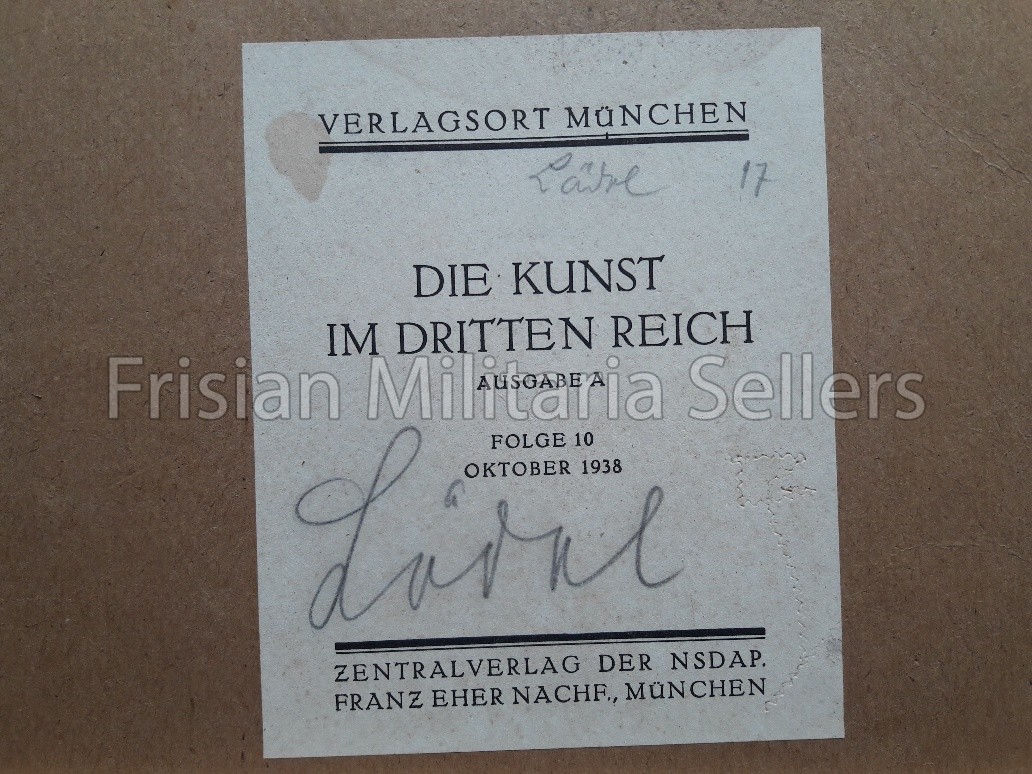 VERLAGSORT MÜNCHEN
17
DIE KUNST
IM DRITTEN REICH
Frisian Militaria Sellers
AUSGABE A
FOLGE 10
OKTOBER 1938
ZENTRALVERLAG DER NSDAP.
FRANZ EHER NACHF., MÜNCHEN